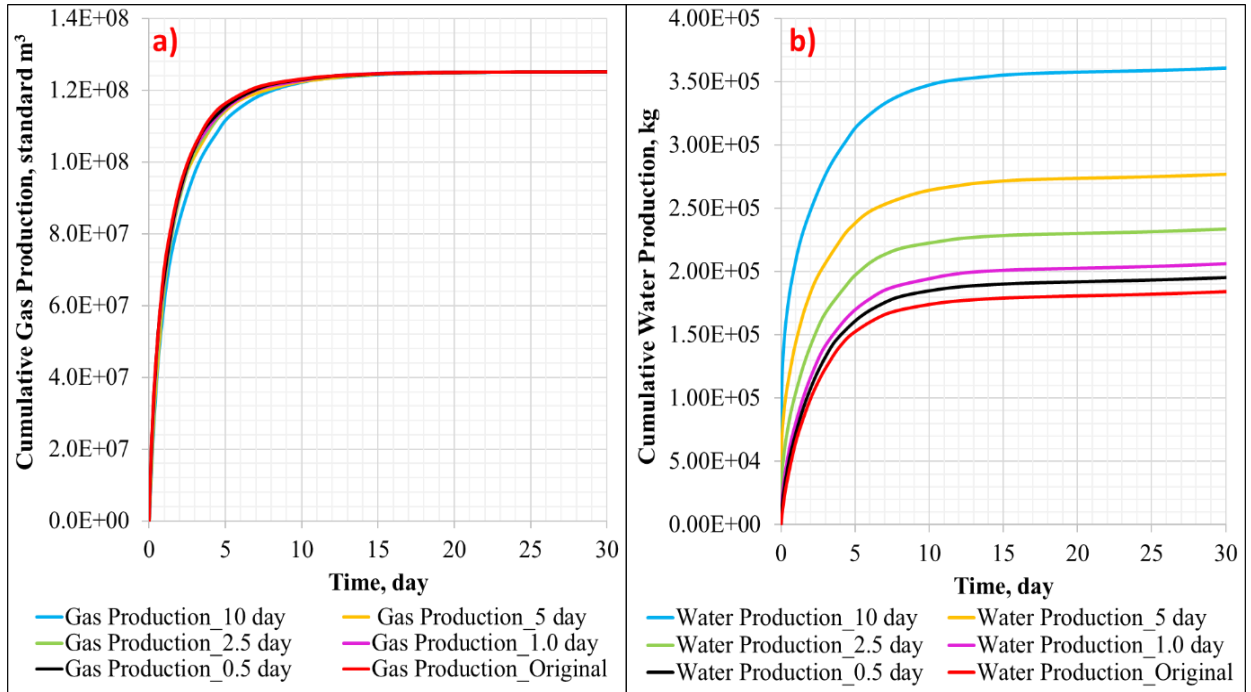 a)
Cumulative Gas Production, standard m³
1.4E+08
1.2E+08
1.0E+08
8.0E+07
6.0E+07
4.0E+07
2.0E+07
0.0E+00
0 5 10 15 20 25 30
Time, day
Gas Production_10 day Gas Production_5 day
Gas Production_2.5 day Gas Production_1.0 day
Gas Production_0.5 day Gas Production_Original
b)
Cumulative Water Production, kg
4.00E+05
3.50E+05
3.00E+05
2.50E+05
2.00E+05
1.50E+05
1.00E+05
5.00E+04
0.00E+00
0 5 10 15 20 25 30
Time, day
Water Production_10 day Water Production_5 day
Water Production_2.5 day Water Production_1.0 day
Water Production_0.5 day Water Production_Original